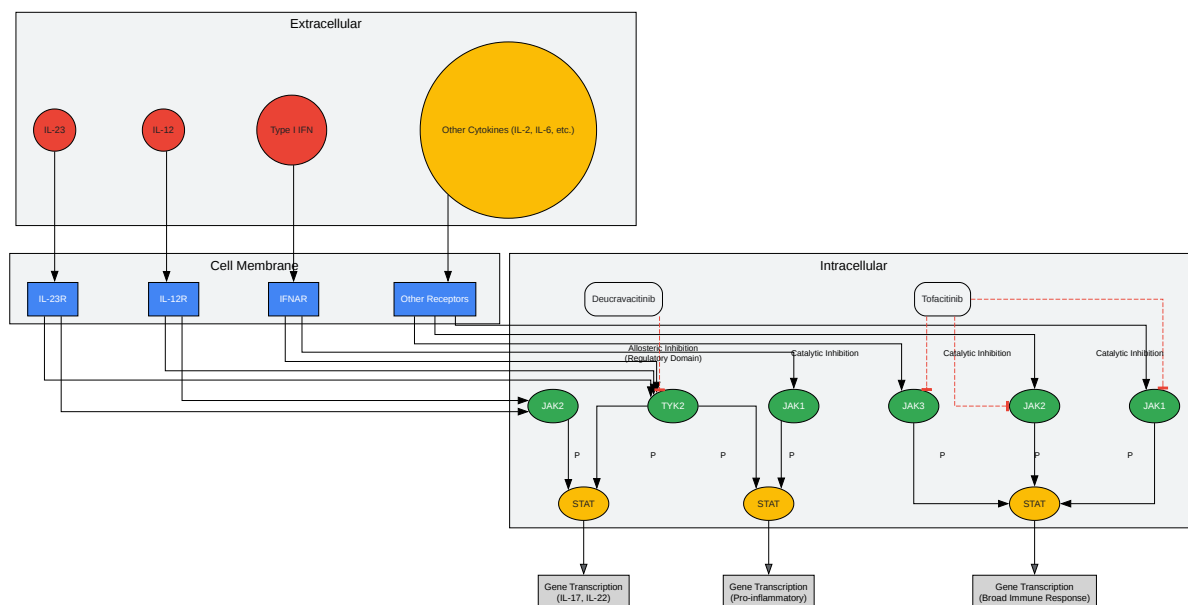 Extracellular
IL-23
IL-12
Type I IFN
Other Cytokines (IL-2, IL-6, etc.)
Cell Membrane
Intracellular
IL-23R
IL-12R
IFNAR
Other Receptors
Deucravacitinib
Tofacitinib
Allosteric Inhibition
(Regulatory Domain)
Catalytic Inhibition
Catalytic Inhibition
Catalytic Inhibition
JAK2
TYK2
JAK1
JAK3
JAK2
JAK1
P
P
P
P
P
P
P
STAT
STAT
STAT
Gene Transcription
(IL-17, IL-22)
Gene Transcription
(Pro-inflammatory)
Gene Transcription
(Broad Immune Response)